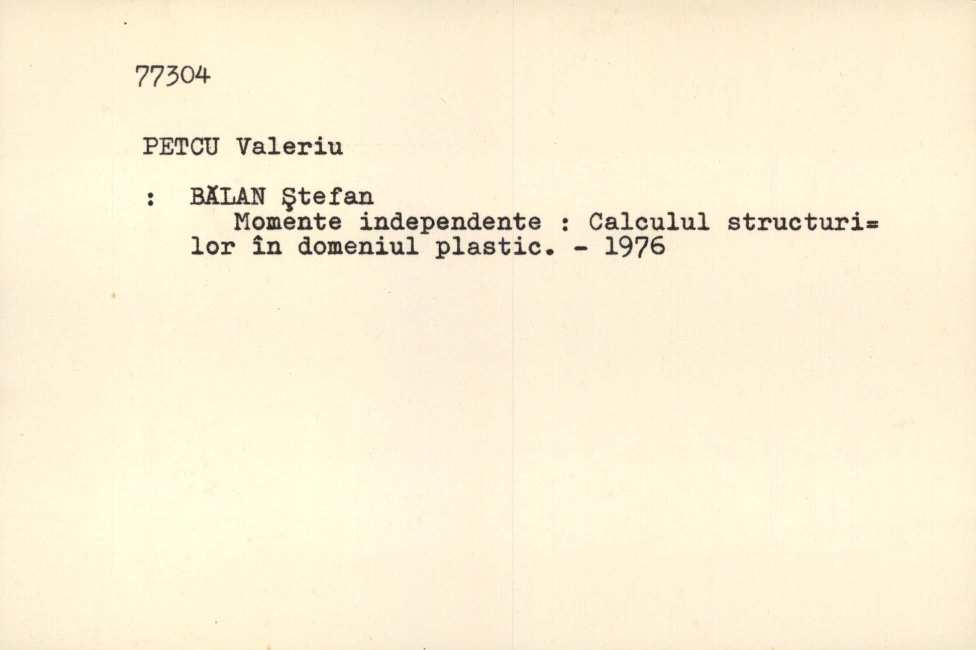 77304
PETCU Valeriu
: BĂLAN Ştefan
Momente independente : Calculul structuri=
lor în domeniul plastic. - 1976